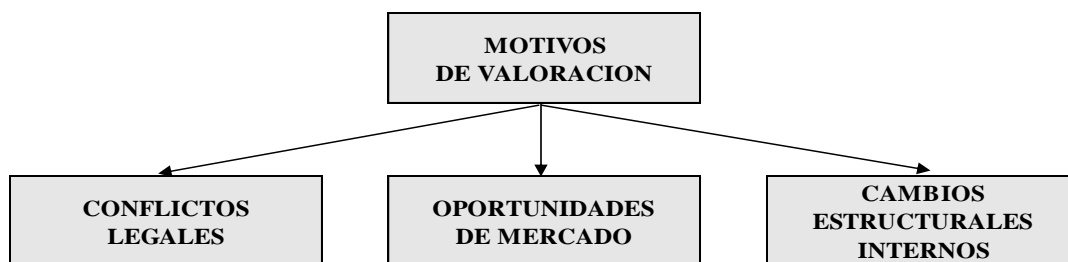 MOTIVOS
DE VALORACION
CONFLICTOS
LEGALES
OPORTUNIDADES
DE MERCADO
CAMBIOS
ESTRUCTURALES
INTERNOS